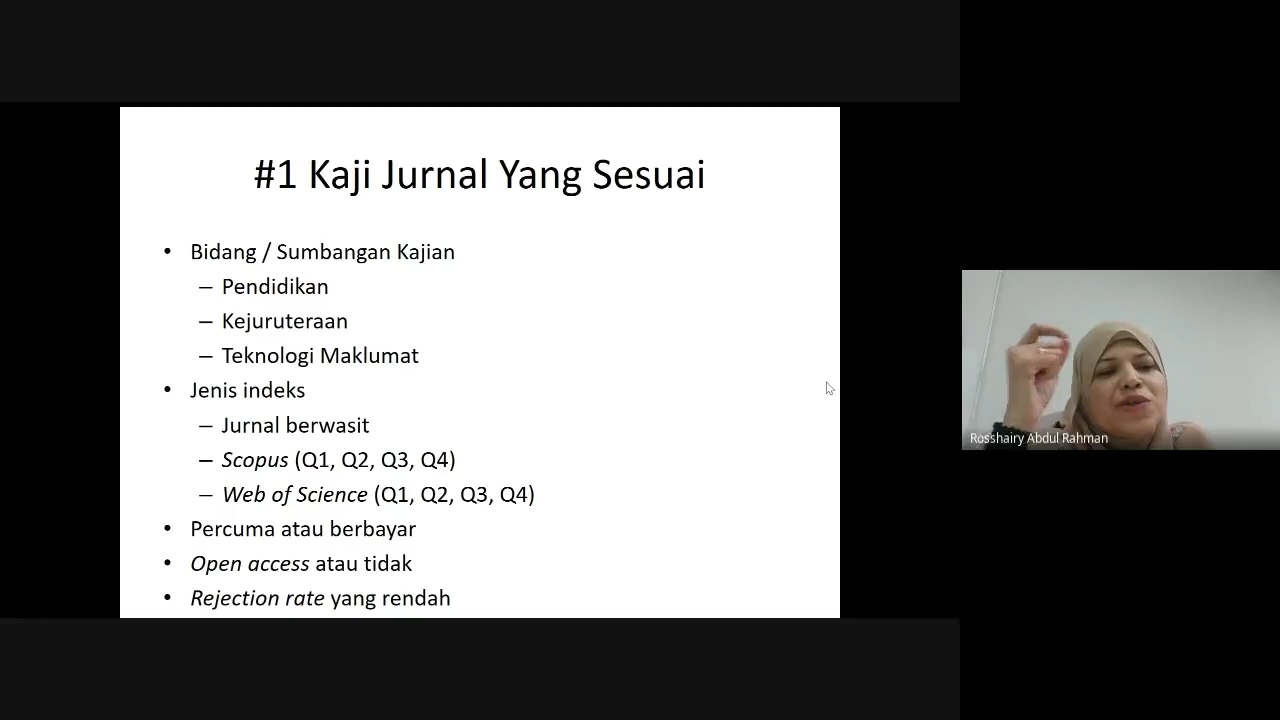 #1 Kaji Jurnal Yang Sesuai
• Bidang / Sumbangan Kajian
– Pendidikan
– Kejuruteraan
– Teknologi Maklumat
• Jenis indeks
– Jurnal berwasit
– Scopus (Q1, Q2, Q3, Q4)
– Web of Science (Q1, Q2, Q3, Q4)
• Percuma atau berbayar
• Open access atau tidak
• Rejection rate yang rendah
Rosshairy Abdul Rahman